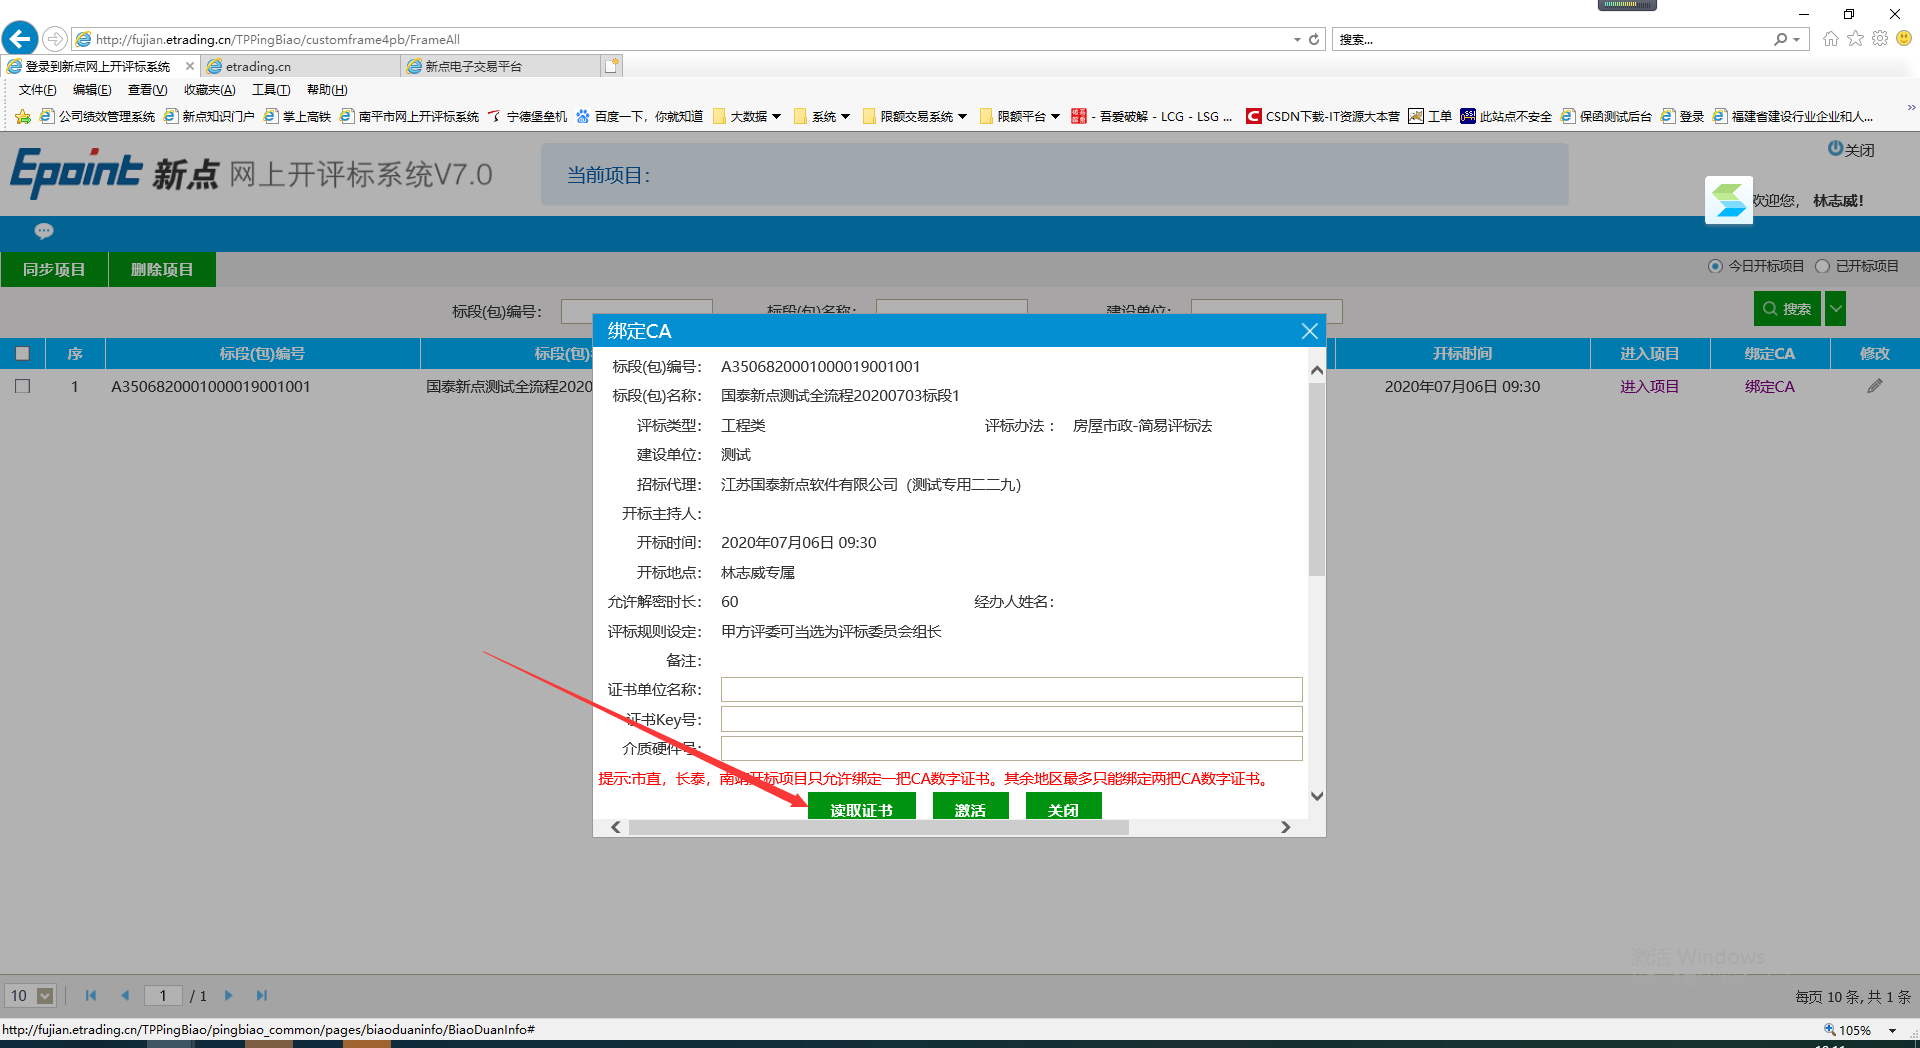 http://fujian.etrading.cn/TPPingBiao/customframe4pb/FrameAll
搜索...
登录到新点网上开评标系统
etrading.cn
新点电子交易平台
文件(F) 编辑(E) 查看(V) 收藏夹(A) 工具(T) 帮助(H)
公司绩效管理系统 新点知识门户 掌上高铁 南平市网上开评标系统 宁德堡垒机 百度一下，你就知道 大数据 系统 限额交易系统 限额平台 - 吾爱破解 - LCG - LSG ... CSDN下载-IT资源大本营 工单 此站点不安全 保函测试后台 登录 福建省建设行业企业和人...
Epoint 新点 网上开评标系统V7.0
当前项目：
关闭
欢迎您， 林志威！
同步项目 删除项目
今日开标项目 已开标项目
标段(包)编号： 标段(包)名称： 建设单位： 搜索
序 标段(包)编号 标段(包) 开标时间 进入项目 绑定CA 修改
1 A3506820001000019001001 国泰新点测试全流程2020 2020年07月06日 09:30 进入项目 绑定CA
绑定CA
标段(包)编号： A3506820001000019001001
标段(包)名称： 国泰新点测试全流程20200703标段1
评标类型： 工程类 评标办法： 房屋市政-简易评标法
建设单位： 测试
招标代理： 江苏国泰新点软件有限公司（测试专用二二九）
开标主持人：
开标时间： 2020年07月06日 09:30
开标地点： 林志威专属
允许解密时长： 60 经办人姓名：
评标规则设定： 甲方评委可当选为评标委员会组长
备注：
证书单位名称：
证书Key号：
介质硬件号：
提示:市直，长泰，南靖开标项目只允许绑定一把CA数字证书。其余地区最多只能绑定两把CA数字证书。
读取证书 激活 关闭
激活 Windows
10 1 / 1
每页 10 条, 共 1 条
http://fujian.etrading.cn/TPPingBiao/pingbiao_common/pages/biaoduaninfo/BiaoDuanInfo#
105%